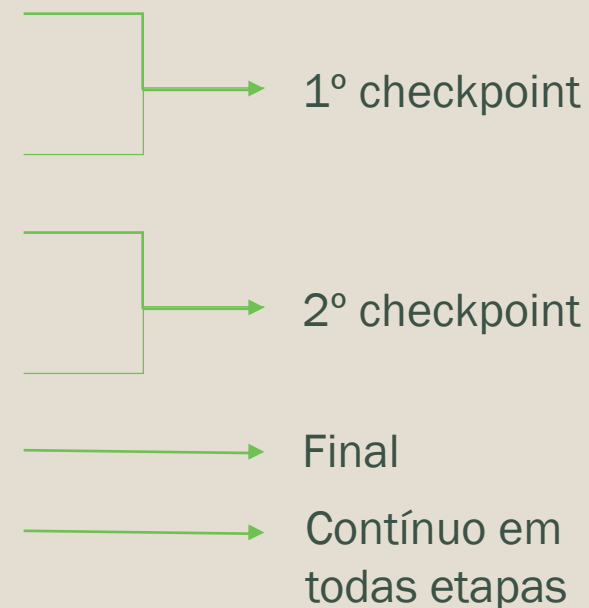 1º checkpoint
2º checkpoint
Final
Contínuo em
todas etapas